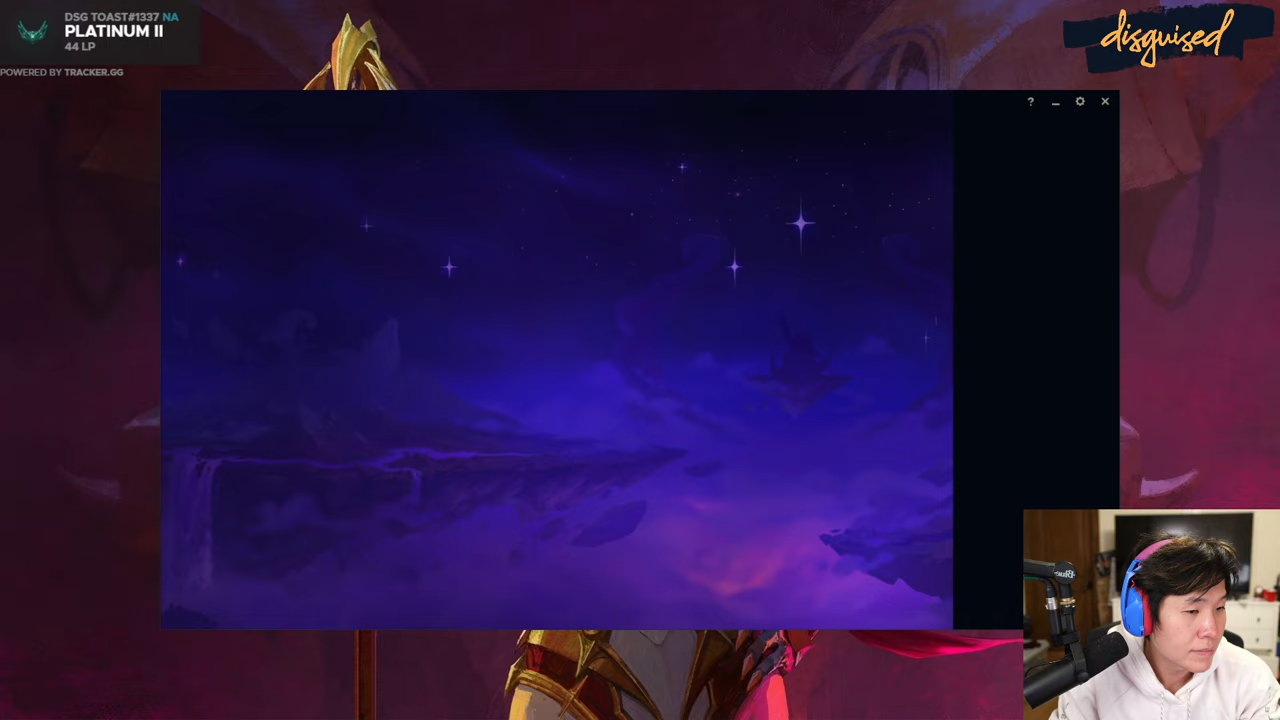 DSG TOAST#1337 NA
PLATINUM II
44 LP
POWERED BY TRACKER.GG
disguised
?